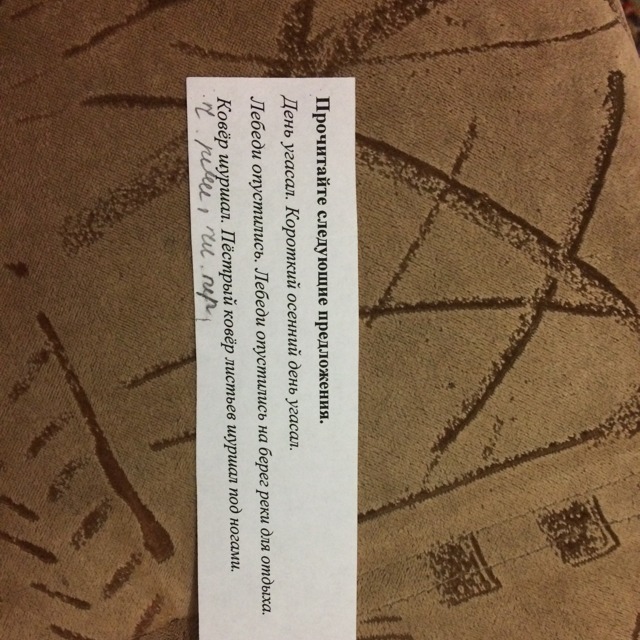 Прочитайте следующие предложения.
День угасал. Короткий осенний день угасал.
Лебеди опустились. Лебеди опустились на берег реки для отдыха.
Ковёр шуршал. Пёстрый ковёр листьев шуршал под ногами.